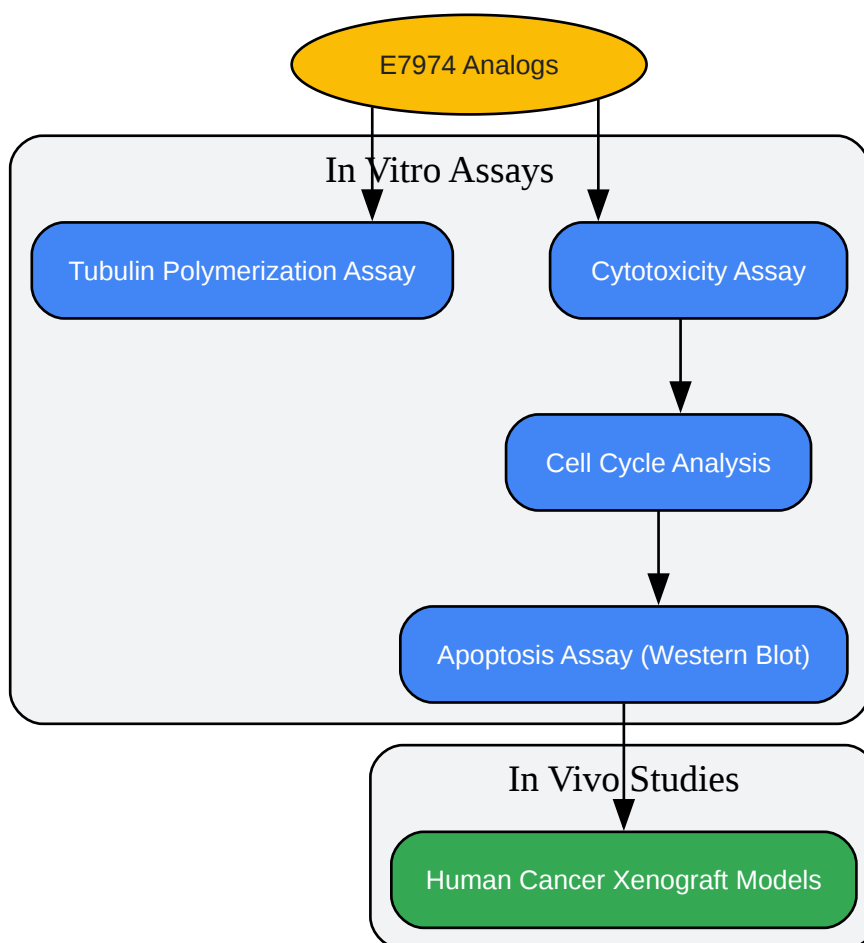 E7974 Analogs
In Vitro Assays
Tubulin Polymerization Assay
Cytotoxicity Assay
Cell Cycle Analysis
Apoptosis Assay (Western Blot)
In Vivo Studies
Human Cancer Xenograft Models